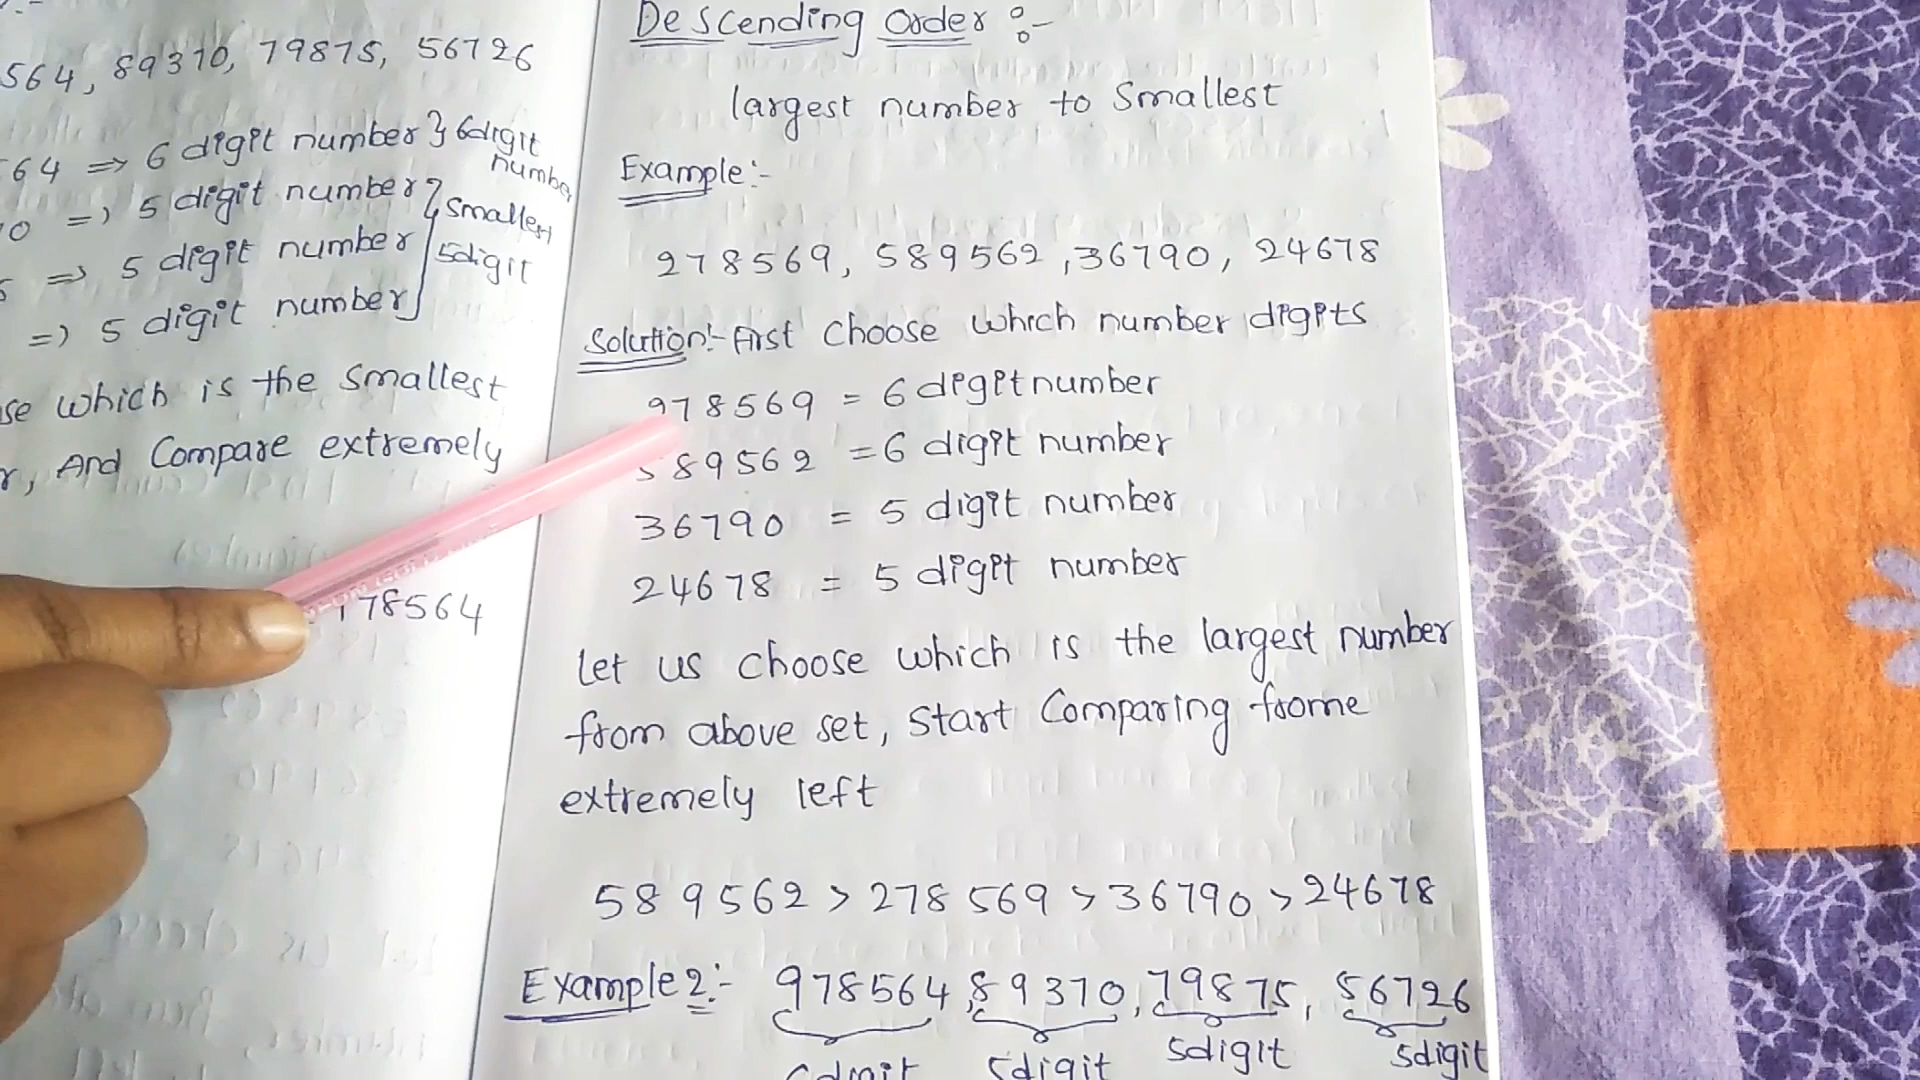 564, 89310, 79875, 56726
64 => 6 digit number } 6digit number
0 => 5 digit number
=> 5 digit number
=> 5 digit number
} smallest 5digit
se which is the smallest
r, And Compare extremely
78564
Descending order :-
largest number to Smallest
Example:-
278569, 589562, 36790, 24678
Solution:- First choose which number digits
278569 = 6 digit number
589562 = 6 digit number
36790 = 5 digit number
24678 = 5 digit number
Let us choose which is the largest number
from above set, Start Comparing frome
extremely left
589562 > 278569 > 36790 > 24678
Example 2:- 978564, 89310, 79875, 56726
5digit 5digit 5digit